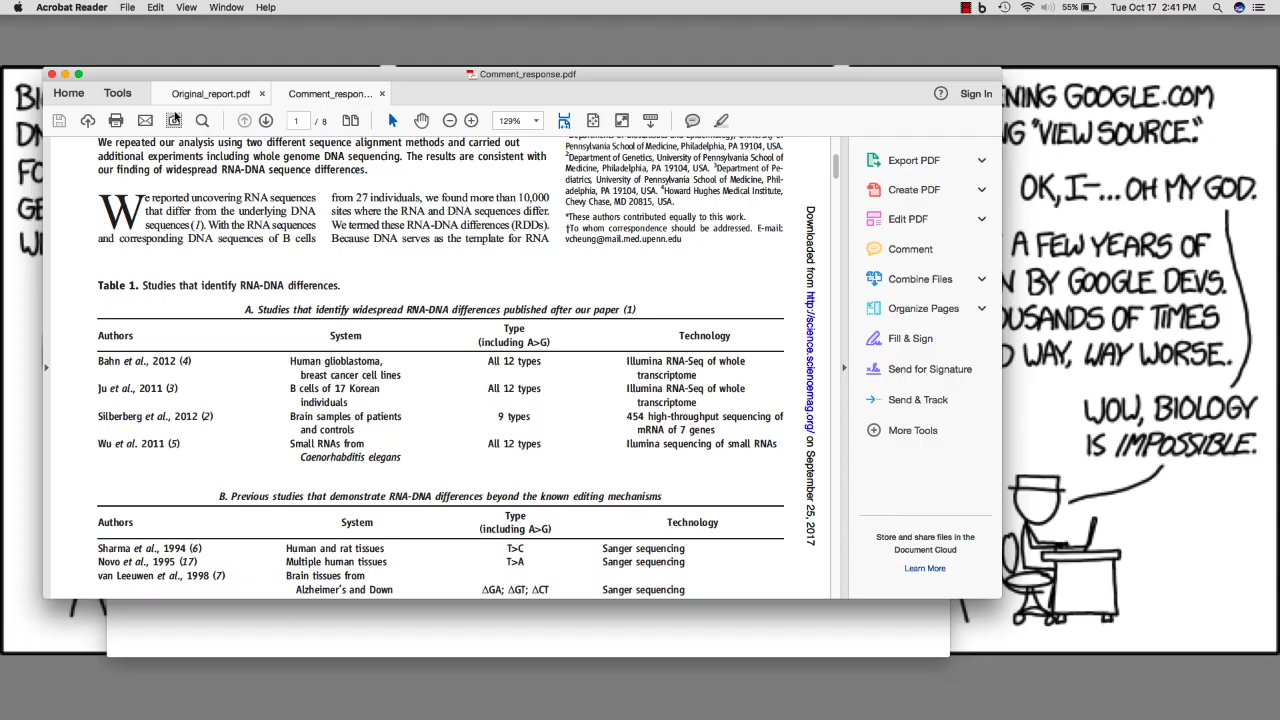 Acrobat Reader File Edit View Window Help
55% Tue Oct 17 2:41 PM
Comment_response.pdf
Home Tools Original_report.pdf × Comment_respon... × Sign In
1 / 8 129%
We repeated our analysis using two different sequence alignment methods and carried out
additional experiments including whole genome DNA sequencing. The results are consistent with
our finding of widespread RNA-DNA sequence differences.
We reported uncovering RNA sequences
that differ from the underlying DNA
sequences (1). With the RNA sequences
and corresponding DNA sequences of B cells
from 27 individuals, we found more than 10,000
sites where the RNA and DNA sequences differ.
We termed these RNA-DNA differences (RDDs).
Because DNA serves as the template for RNA
Pennsylvania School of Medicine, Philadelphia, PA 19104, USA.
2Department of Genetics, University of Pennsylvania School of
Medicine, Philadelphia, PA 19104, USA. 3Department of Pe-
diatrics, University of Pennsylvania School of Medicine, Phil-
adelphia, PA 19104, USA. 4Howard Hughes Medical Institute,
Chevy Chase, MD 20815, USA.
*These authors contributed equally to this work.
†To whom correspondence should be addressed. E-mail:
vcheung@mail.med.upenn.edu
Table 1. Studies that identify RNA-DNA differences.
A. Studies that identify widespread RNA-DNA differences published after our paper (1)
Authors System Type (including A>G) Technology
Bahn et al., 2012 (4) Human glioblastoma, All 12 types Illumina RNA-Seq of whole
breast cancer cell lines transcriptome
Ju et al., 2011 (3) B cells of 17 Korean All 12 types Illumina RNA-Seq of whole
individuals transcriptome
Silberberg et al., 2012 (2) Brain samples of patients 9 types 454 high-throughput sequencing of
and controls mRNA of 7 genes
Wu et al. 2011 (5) Small RNAs from All 12 types Ilumina sequencing of small RNAs
Caenorhabditis elegans
B. Previous studies that demonstrate RNA-DNA differences beyond the known editing mechanisms
Authors System Type (including A>G) Technology
Sharma et al., 1994 (6) Human and rat tissues T>C Sanger sequencing
Novo et al., 1995 (17) Multiple human tissues T>A Sanger sequencing
van Leeuwen et al., 1998 (7) Brain tissues from
Alzheimer's and Down ΔGA; ΔGT; ΔCT Sanger sequencing
Downloaded from http://science.sciencemag.org/ on September 25, 2017
Export PDF
Create PDF
Edit PDF
Comment
Combine Files
Organize Pages
Fill & Sign
Send for Signature
Send & Track
More Tools
Store and share files in the
Document Cloud
Learn More
GOOGLE.COM
"VIEW SOURCE."
OK, I—... OH MY GOD.
A FEW YEARS OF
BY GOOGLE DEVS.
OF TIMES
WAY, WAY WORSE.
WOW, BIOLOGY
IS IMPOSSIBLE.